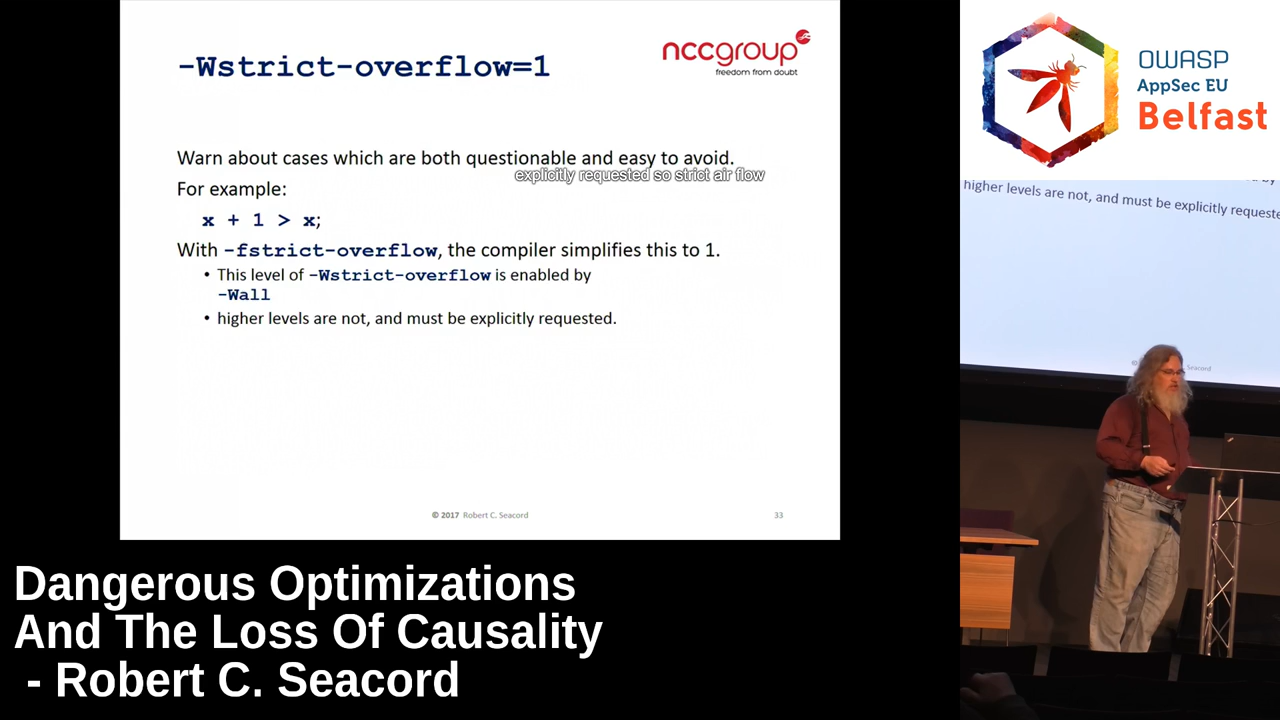 -Wstrict-overflow=1
nccgroup
freedom from doubt
Warn about cases which are both questionable and easy to avoid.
explicitly requested so strict air flow
For example:
x + 1 > x;
With -fstrict-overflow, the compiler simplifies this to 1.
• This level of -Wstrict-overflow is enabled by
-Wall
• higher levels are not, and must be explicitly requested.
© 2017 Robert C. Seacord
33
OWASP
AppSec EU
Belfast
higher levels are not, and must be explicitly requeste
Seacord
Dangerous Optimizations
And The Loss Of Causality
- Robert C. Seacord